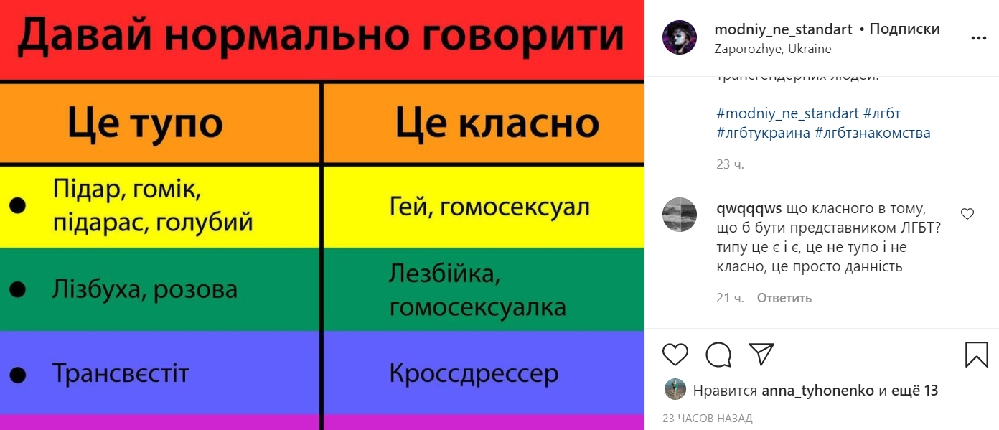 Давай нормально говорити
Це тупо
Це класно
Підар, гомік,
підарас, голубий
Гей, гомосексуал
Лізбуха, розова
Лезбійка,
гомосексуалка
Трансвєстіт
Кроссдрессер
modniy_ne_standart • Подписки
Zaporozhye, Ukraine
трансгендерних людей.
#modniy_ne_standart #лгбт
#лгбтукраина #лгбтзнакомства
23 ч.
qwqqqws що класного в тому,
що б бути представником ЛГБТ?
типу це є і є, це не тупо і не
класно, це просто данність
21 ч. Ответить
Нравится anna_tyhonenko и ещё 13
23 ЧАСОВ НАЗАД